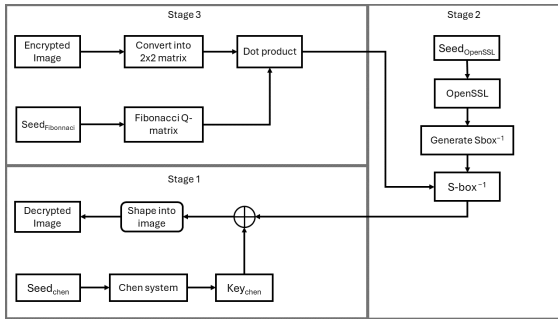 Stage 3
Encrypted
Image
Convert into
2x2 matrix
Dot product
Seed_Fibonnaci
Fibonacci Q-
matrix
Stage 2
Seed_OpenSSL
OpenSSL
Generate Sbox⁻¹
S-box⁻¹
Stage 1
Decrypted
Image
Shape into
image
Seed_chen
Chen system
Key_chen